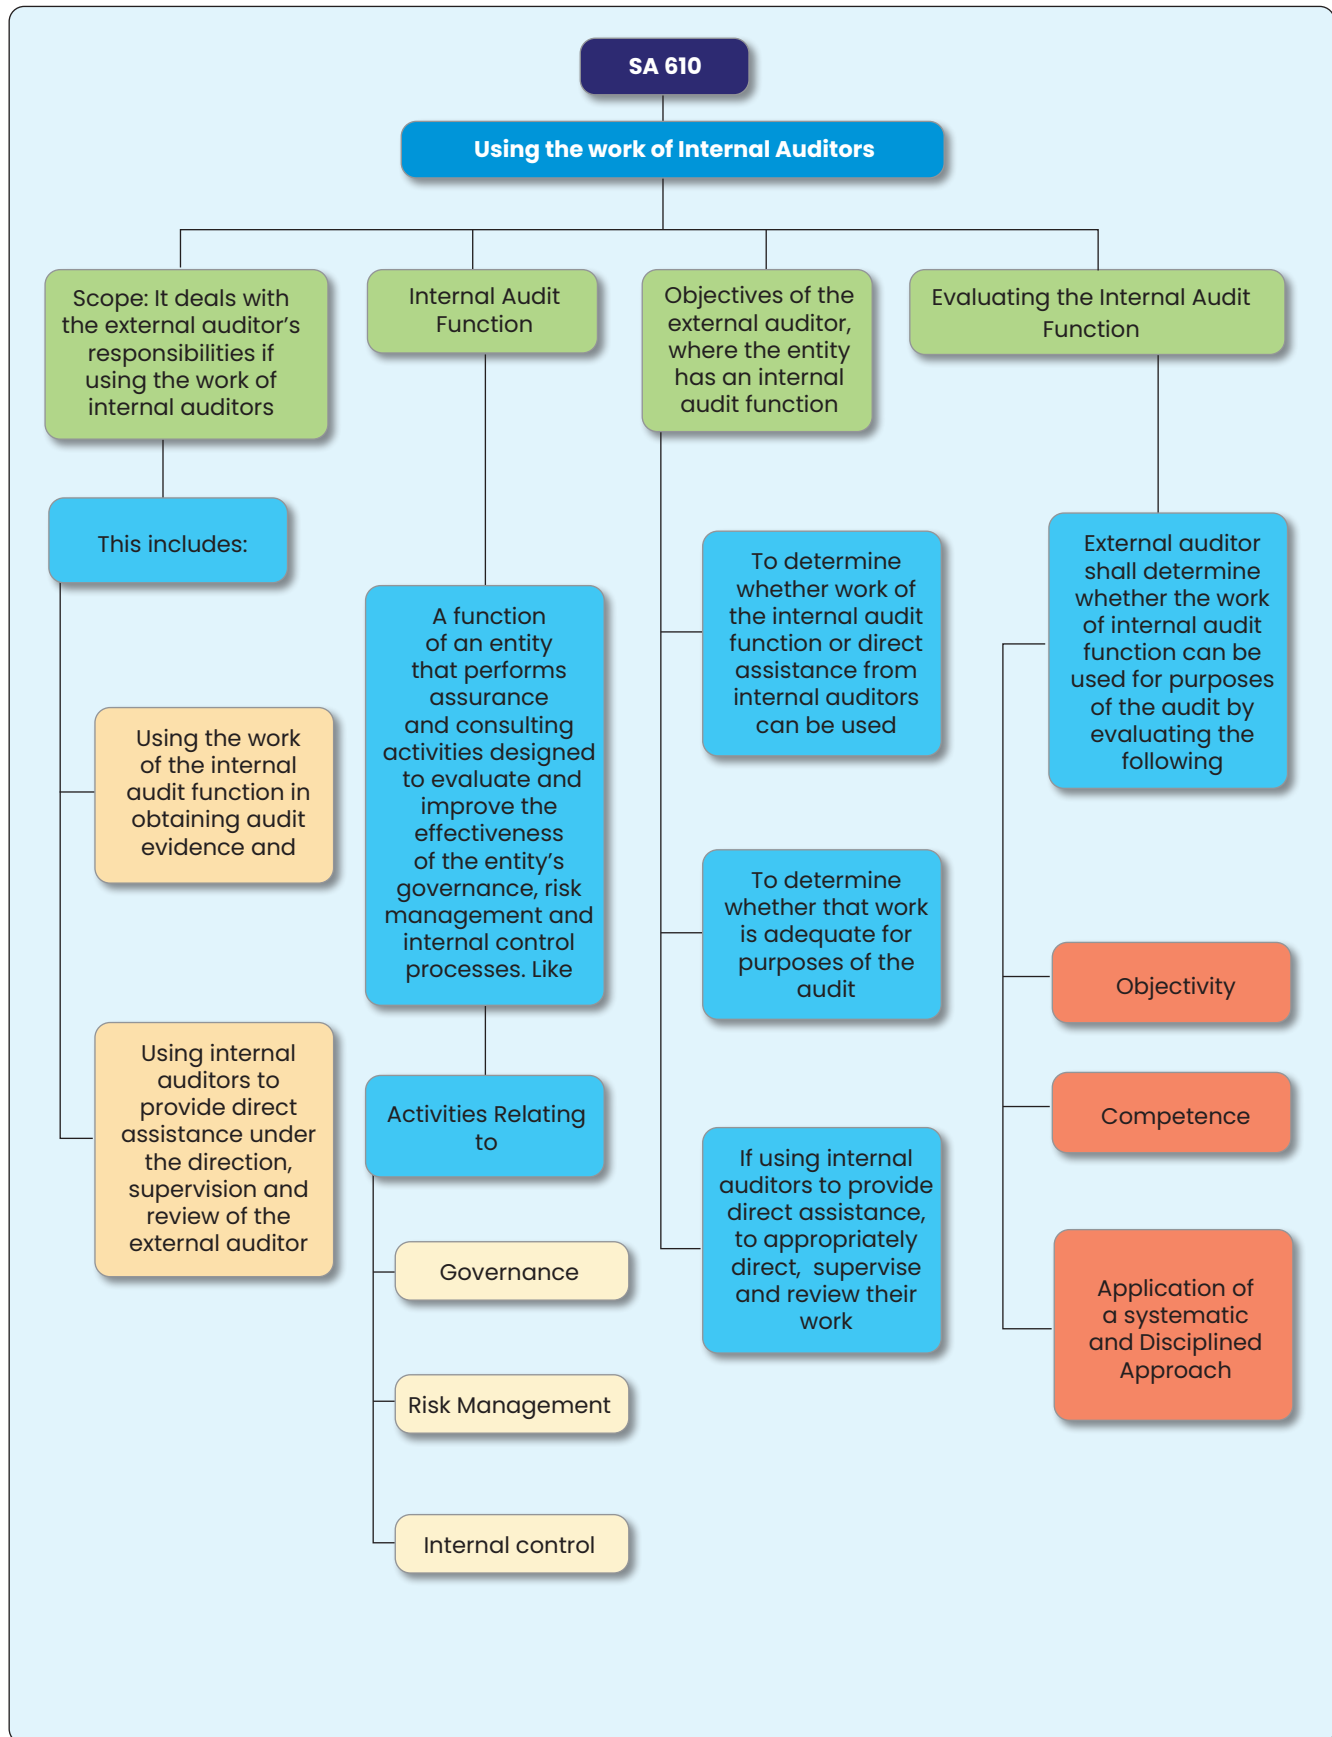 SA 610
Using the work of Internal Auditors
Scope: It deals with
the external auditor’s
responsibilities if
using the work of
internal auditors
This includes:
Using the work
of the internal
audit function in
obtaining audit
evidence and
Using internal
auditors to
provide direct
assistance under
the direction,
supervision and
review of the
external auditor
Internal Audit
Function
A function
of an entity
that performs
assurance
and consulting
activities designed
to evaluate and
improve the
effectiveness
of the entity’s
governance, risk
management and
internal control
processes. Like
Activities Relating
to
Governance
Risk Management
Internal control
Objectives of the
external auditor,
where the entity
has an internal
audit function
To determine
whether work of
the internal audit
function or direct
assistance from
internal auditors
can be used
To determine
whether that work
is adequate for
purposes of the
audit
If using internal
auditors to provide
direct assistance,
to appropriately
direct, supervise
and review their
work
Evaluating the Internal Audit
Function
External auditor
shall determine
whether the work
of internal audit
function can be
used for purposes
of the audit by
evaluating the
following
Objectivity
Competence
Application of
a systematic
and Disciplined
Approach